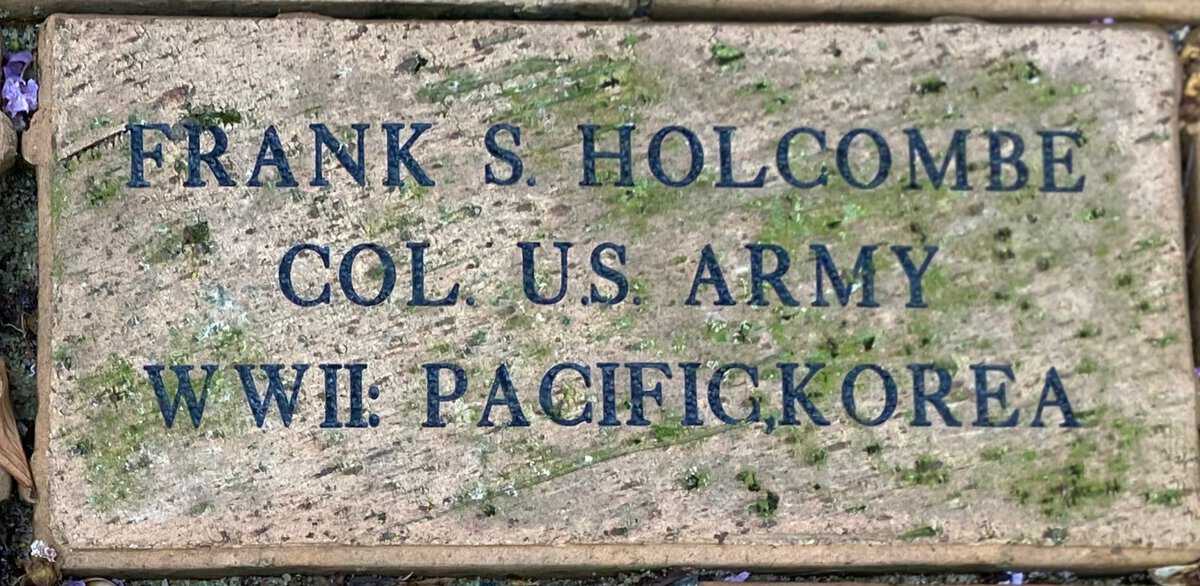 FRANK S. HOLCOMBE
COL. U.S. ARMY
WWII: PACIFIC,KOREA